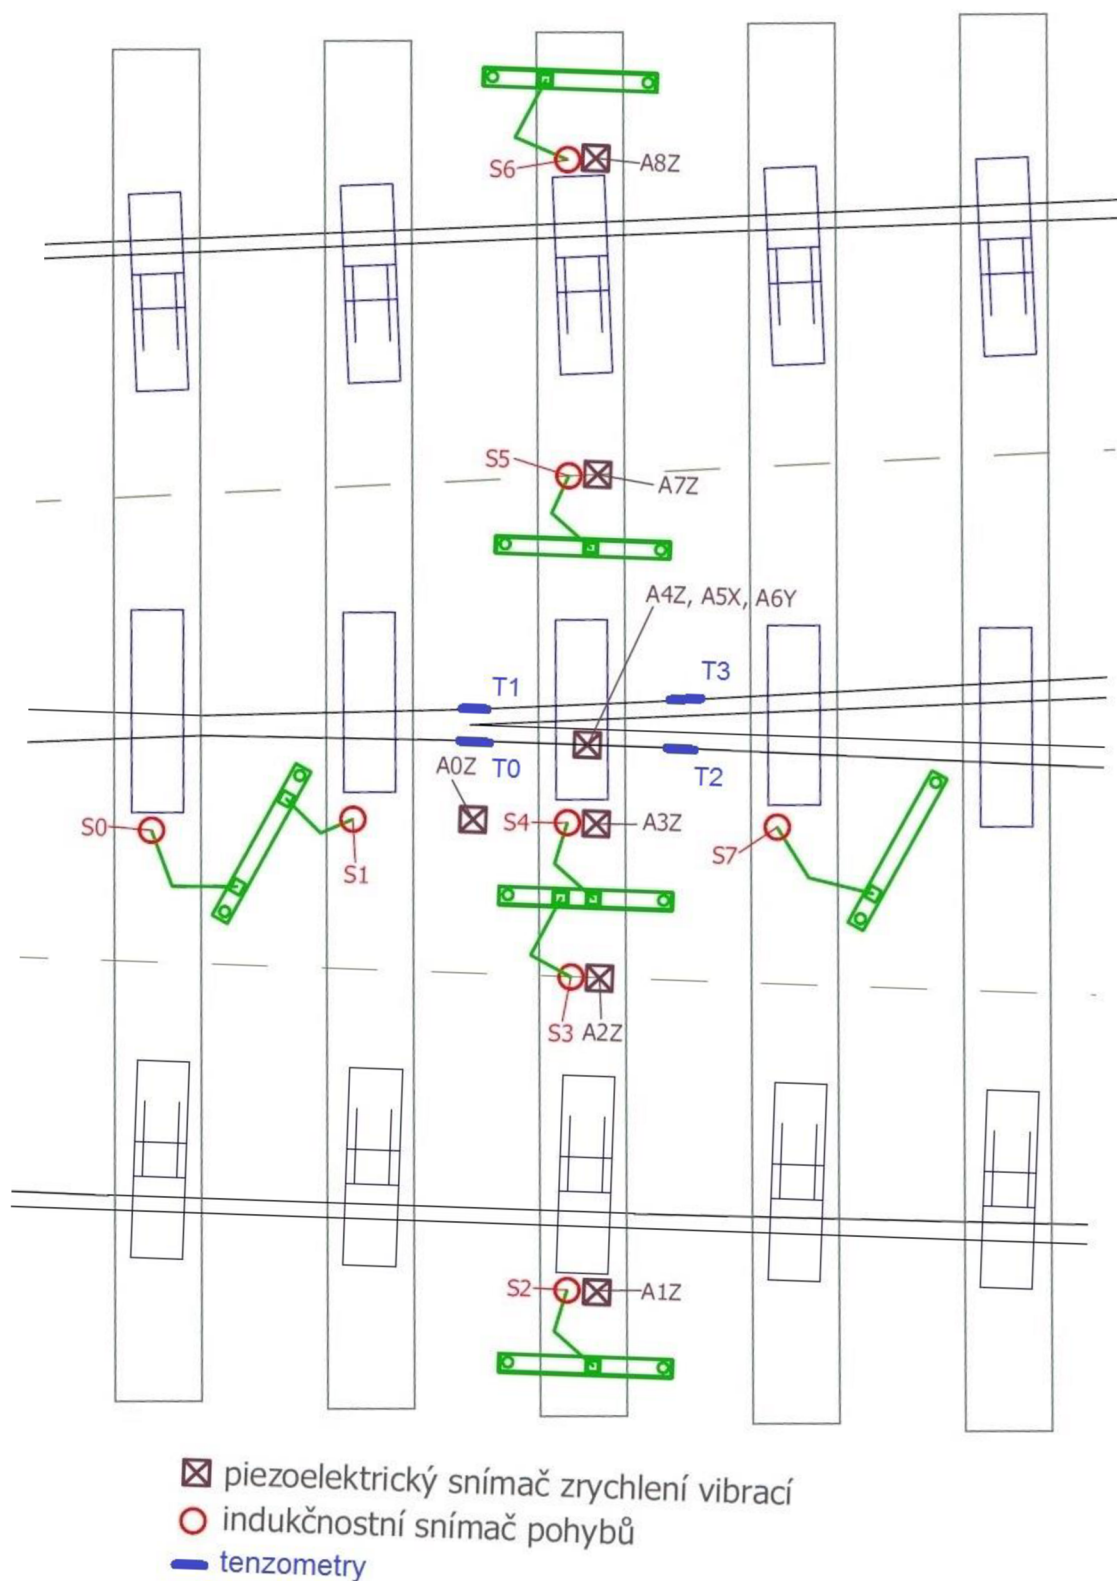 S6
A8Z
S5
A7Z
A4Z, A5X, A6Y
T1
T3
T0
T2
A0Z
S0
S1
S4
A3Z
S7
S3
A2Z
S2
A1Z
piezoelektrický snímač zrychlení vibrací
indukčnostní snímač pohybů
tenzometry